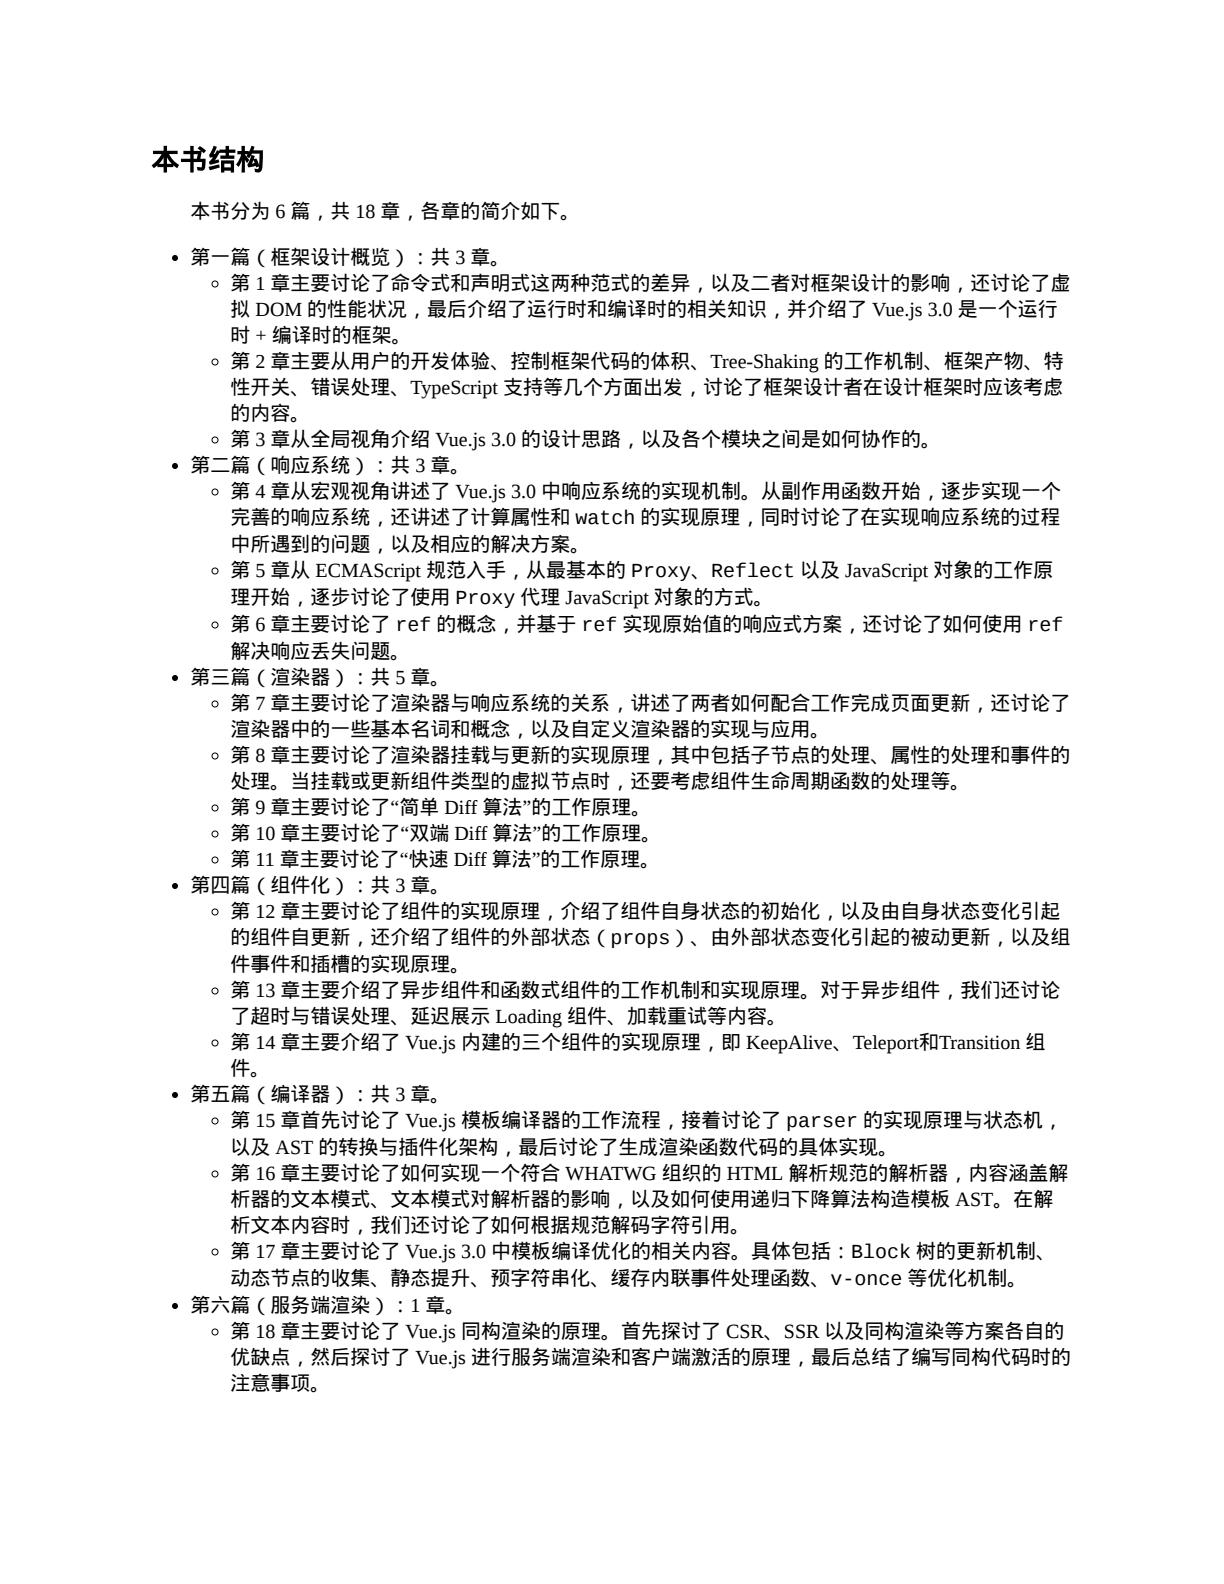 本书结构
本书分为 6 篇，共 18 章，各章的简介如下。
• 第一篇（框架设计概览）：共 3 章。
◦ 第 1 章主要讨论了命令式和声明式这两种范式的差异，以及二者对框架设计的影响，还讨论了虚
拟 DOM 的性能状况，最后介绍了运行时和编译时的相关知识，并介绍了 Vue.js 3.0 是一个运行
时 + 编译时的框架。
◦ 第 2 章主要从用户的开发体验、控制框架代码的体积、Tree-Shaking 的工作机制、框架产物、特
性开关、错误处理、TypeScript 支持等几个方面出发，讨论了框架设计者在设计框架时应该考虑
的内容。
◦ 第 3 章从全局视角介绍 Vue.js 3.0 的设计思路，以及各个模块之间是如何协作的。
• 第二篇（响应系统）：共 3 章。
◦ 第 4 章从宏观视角讲述了 Vue.js 3.0 中响应系统的实现机制。从副作用函数开始，逐步实现一个
完善的响应系统，还讲述了计算属性和 watch 的实现原理，同时讨论了在实现响应系统的过程
中所遇到的问题，以及相应的解决方案。
◦ 第 5 章从 ECMAScript 规范入手，从最基本的 Proxy、Reflect 以及 JavaScript 对象的工作原
理开始，逐步讨论了使用 Proxy 代理 JavaScript 对象的方式。
◦ 第 6 章主要讨论了 ref 的概念，并基于 ref 实现原始值的响应式方案，还讨论了如何使用 ref
解决响应丢失问题。
• 第三篇（渲染器）：共 5 章。
◦ 第 7 章主要讨论了渲染器与响应系统的关系，讲述了两者如何配合工作完成页面更新，还讨论了
渲染器中的一些基本名词和概念，以及自定义渲染器的实现与应用。
◦ 第 8 章主要讨论了渲染器挂载与更新的实现原理，其中包括子节点的处理、属性的处理和事件的
处理。当挂载或更新组件类型的虚拟节点时，还要考虑组件生命周期函数的处理等。
◦ 第 9 章主要讨论了“简单 Diff 算法”的工作原理。
◦ 第 10 章主要讨论了“双端 Diff 算法”的工作原理。
◦ 第 11 章主要讨论了“快速 Diff 算法”的工作原理。
• 第四篇（组件化）：共 3 章。
◦ 第 12 章主要讨论了组件的实现原理，介绍了组件自身状态的初始化，以及由自身状态变化引起
的组件自更新，还介绍了组件的外部状态（props）、由外部状态变化引起的被动更新，以及组
件事件和插槽的实现原理。
◦ 第 13 章主要介绍了异步组件和函数式组件的工作机制和实现原理。对于异步组件，我们还讨论
了超时与错误处理、延迟展示 Loading 组件、加载重试等内容。
◦ 第 14 章主要介绍了 Vue.js 内建的三个组件的实现原理，即 KeepAlive、Teleport和Transition 组
件。
• 第五篇（编译器）：共 3 章。
◦ 第 15 章首先讨论了 Vue.js 模板编译器的工作流程，接着讨论了 parser 的实现原理与状态机，
以及 AST 的转换与插件化架构，最后讨论了生成渲染函数代码的具体实现。
◦ 第 16 章主要讨论了如何实现一个符合 WHATWG 组织的 HTML 解析规范的解析器，内容涵盖解
析器的文本模式、文本模式对解析器的影响，以及如何使用递归下降算法构造模板 AST。在解
析文本内容时，我们还讨论了如何根据规范解码字符引用。
◦ 第 17 章主要讨论了 Vue.js 3.0 中模板编译优化的相关内容。具体包括：Block 树的更新机制、
动态节点的收集、静态提升、预字符串化、缓存内联事件处理函数、v-once 等优化机制。
• 第六篇（服务端渲染）：1 章。
◦ 第 18 章主要讨论了 Vue.js 同构渲染的原理。首先探讨了 CSR、SSR 以及同构渲染等方案各自的
优缺点，然后探讨了 Vue.js 进行服务端渲染和客户端激活的原理，最后总结了编写同构代码时的
注意事项。